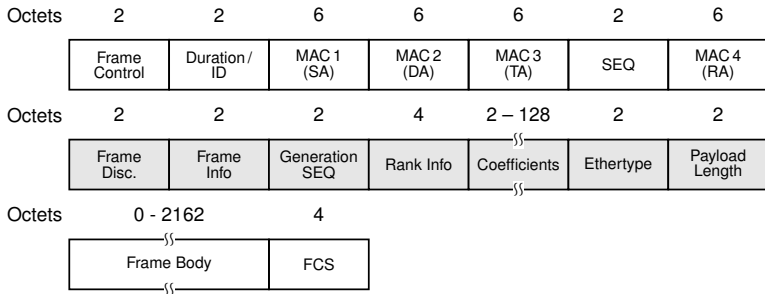 Octets 2 2 6 6 6 2 6
Frame Control Duration / ID MAC 1 (SA) MAC 2 (DA) MAC 3 (TA) SEQ MAC 4 (RA)
Octets 2 2 2 4 2 – 128 2 2
Frame Disc. Frame Info Generation SEQ Rank Info Coefficients Ethertype Payload Length
Octets 0 - 2162 4
Frame Body FCS